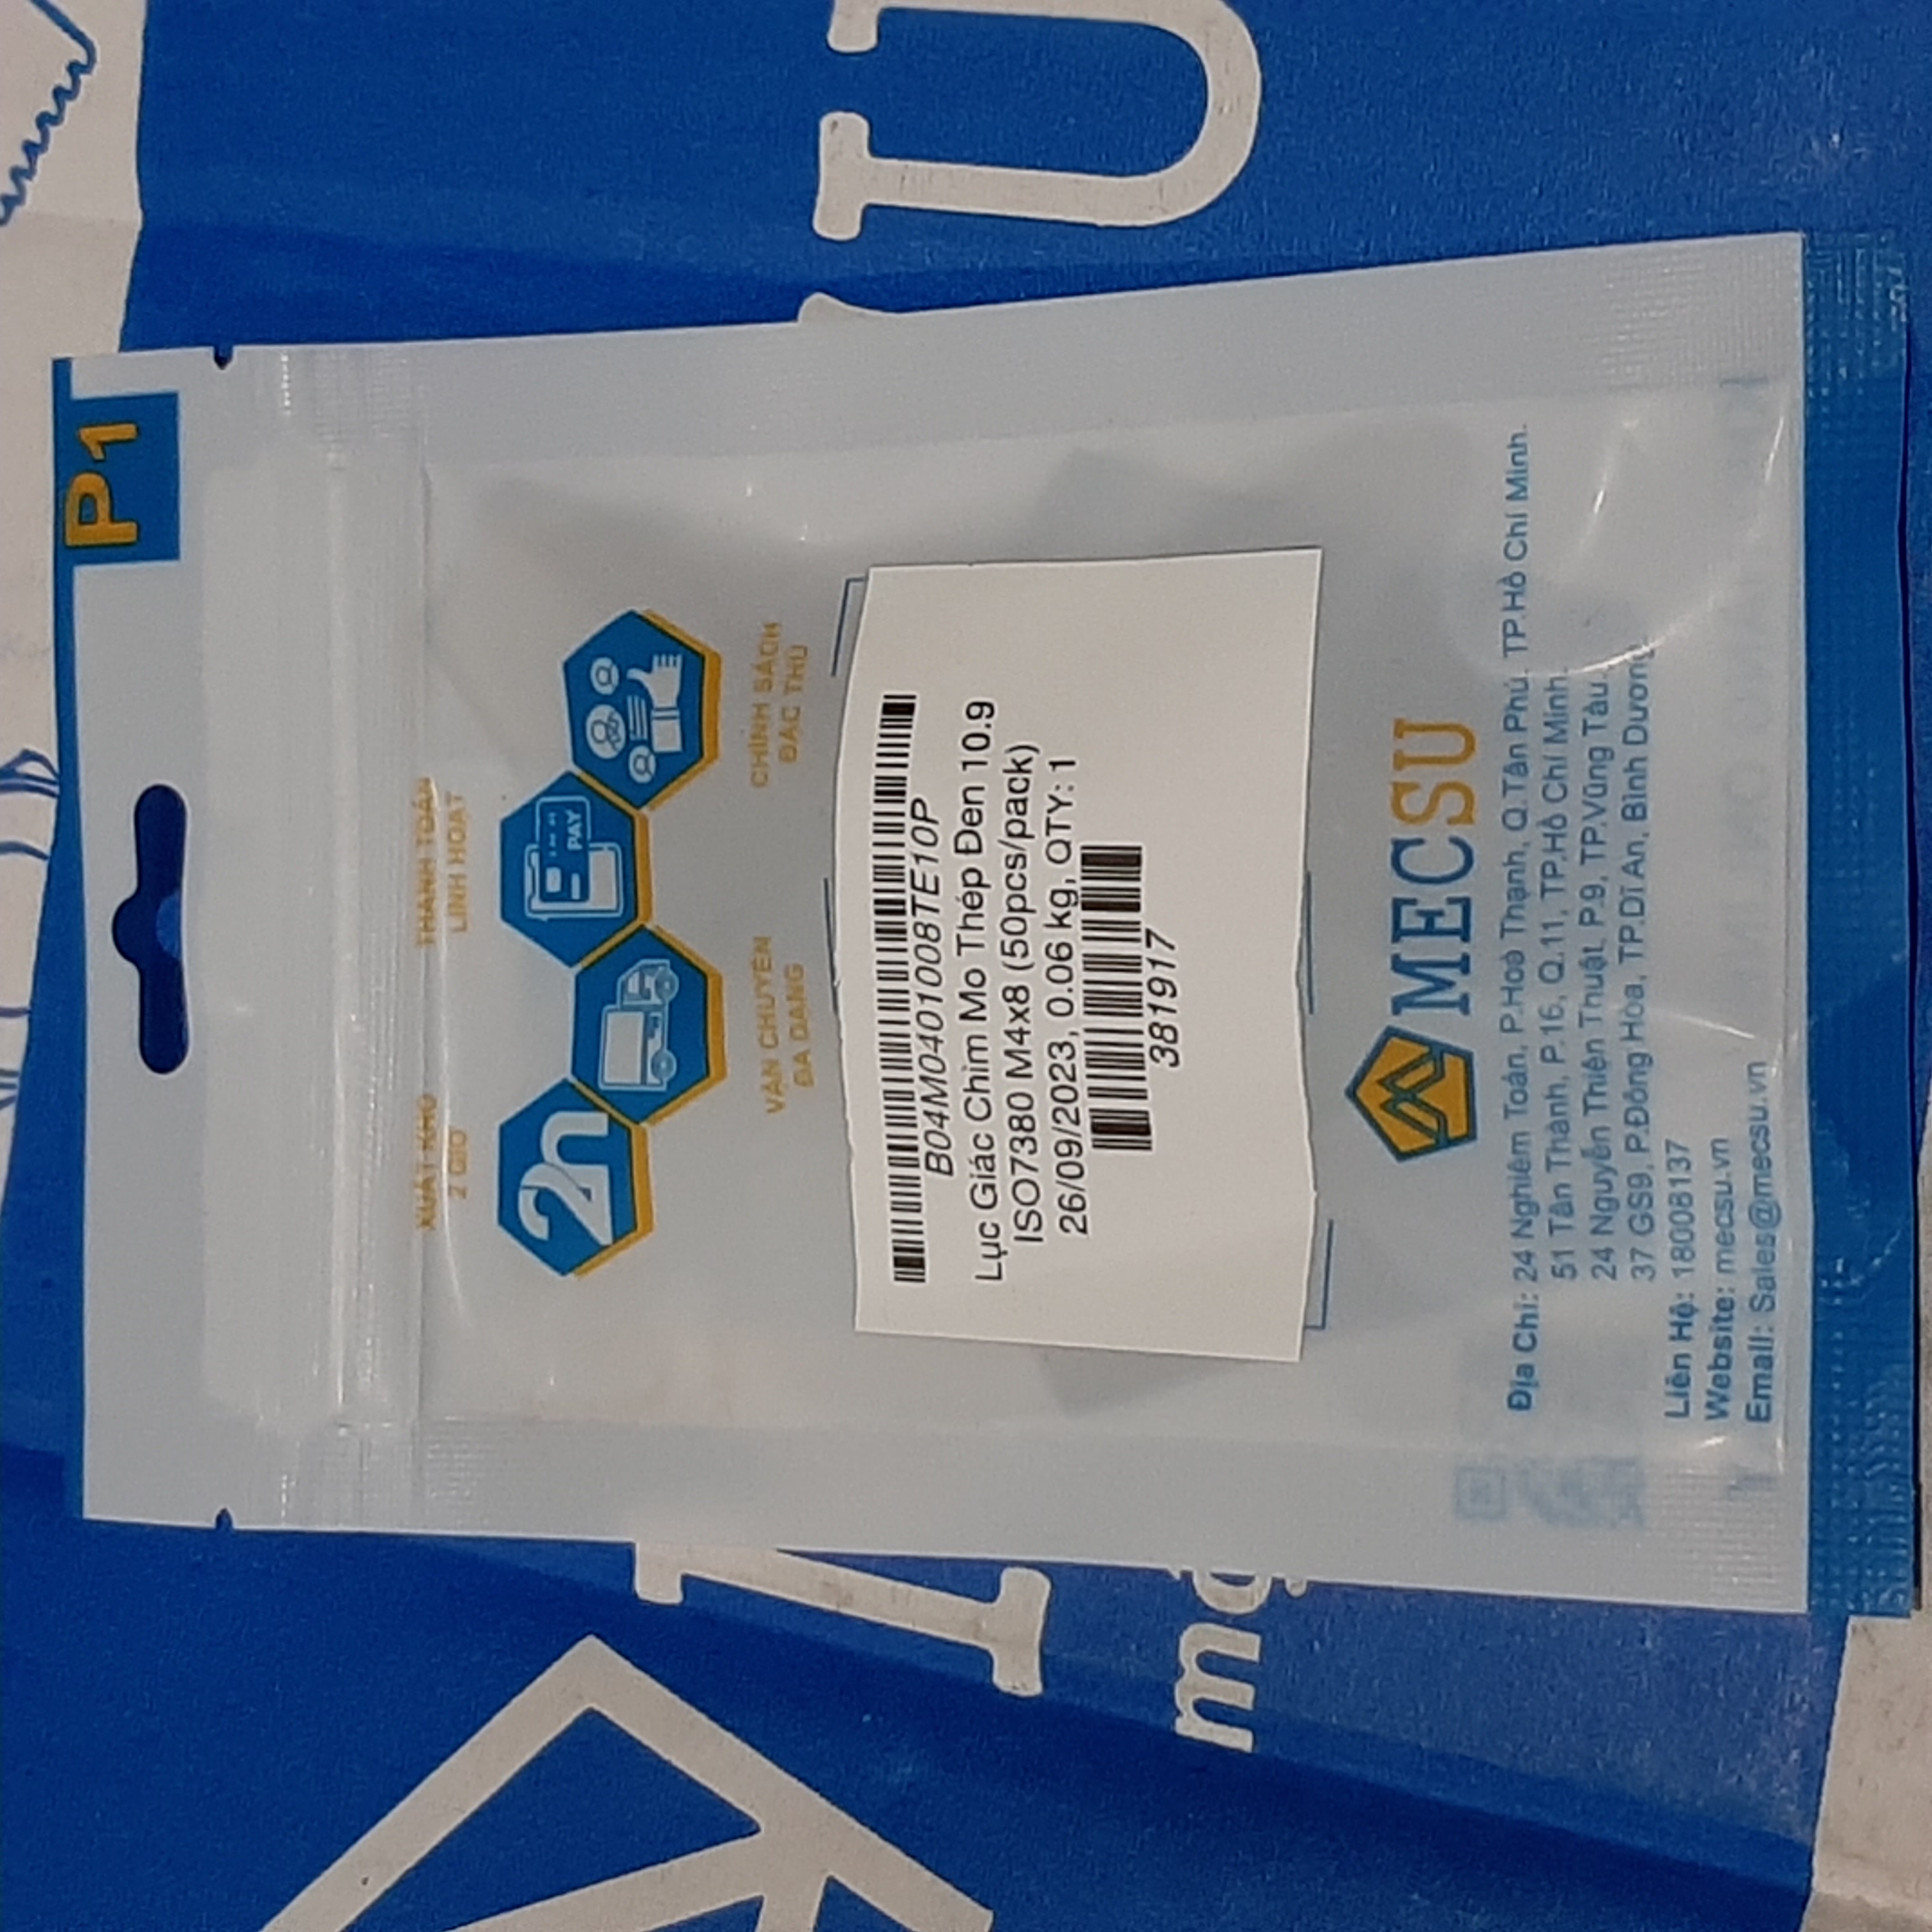 P1
XUẤT KHO
2 GIỜ
THANH TOÁN
LINH HOẠT
2h
PAY
VẬN CHUYỂN
ĐA DẠNG
CHÍNH SÁCH
ĐẶC THÙ
B04M0401008TE10P
Lục Giác Chìm Mo Thép Đen 10.9
ISO7380 M4x8 (50pcs/pack)
26/09/2023, 0.06 kg, QTY: 1
381917
MECSU
Địa Chỉ: 24 Nghiêm Toản, P.Hoà Thạnh, Q.Tân Phú, TP.Hồ Chí Minh.
51 Tân Thành, P.16, Q.11, TP.Hồ Chí Minh.
24 Nguyễn Thiện Thuật, P.9, TP.Vũng Tàu.
37 GS9, P.Đông Hòa, TP.Dĩ An, Bình Dương
Liên Hệ: 18008137
Website: mecsu.vn
Email: Sales@mecsu.vn
U